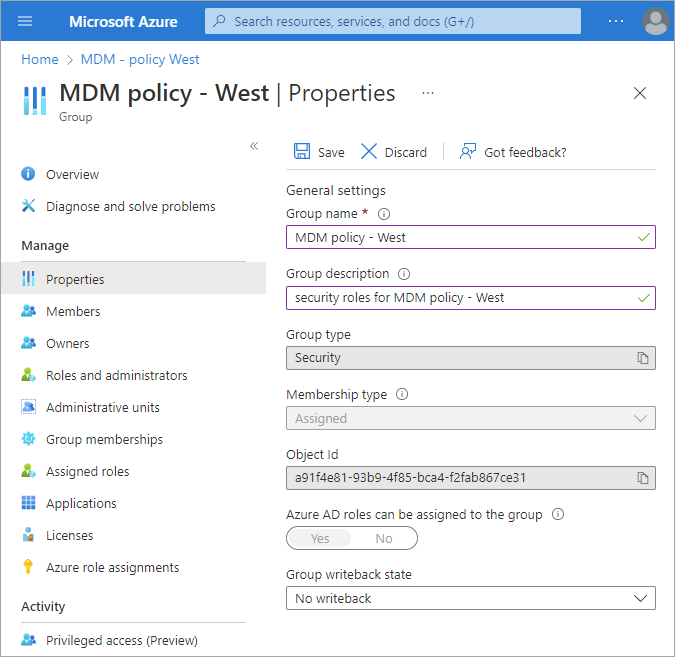 Microsoft Azure
Search resources, services, and docs (G+/)
Home > MDM - policy West
MDM policy - West | Properties
Group
Overview
Diagnose and solve problems
Manage
Properties
Members
Owners
Roles and administrators
Administrative units
Group memberships
Assigned roles
Applications
Licenses
Azure role assignments
Activity
Privileged access (Preview)
Save Discard Got feedback?
General settings
Group name *
MDM policy - West
Group description
security roles for MDM policy - West
Group type
Security
Membership type
Assigned
Object Id
a91f4e81-93b9-4f85-bca4-f2fab867ce31
Azure AD roles can be assigned to the group
Yes No
Group writeback state
No writeback